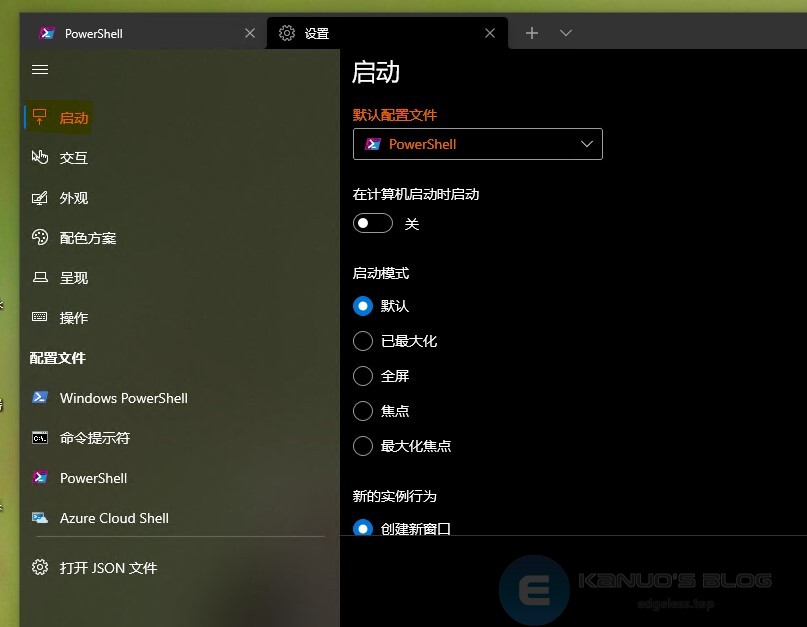 PowerShell
设置
启动
交互
外观
配色方案
呈现
操作
配置文件
Windows PowerShell
命令提示符
PowerShell
Azure Cloud Shell
打开 JSON 文件
启动
默认配置文件
PowerShell
在计算机启动时启动
关
启动模式
默认
已最大化
全屏
焦点
最大化焦点
新的实例行为
创建新窗口
KANUO'S BLOG
edgeless.top